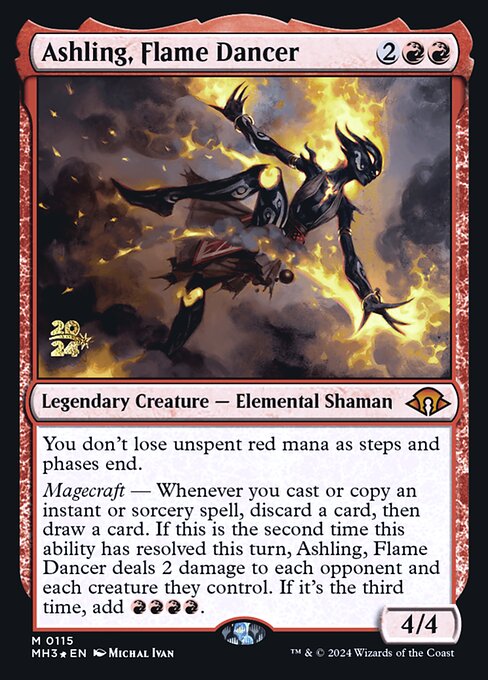 Ashling, Flame Dancer 2
20
24
Legendary Creature — Elemental Shaman
You don't lose unspent red mana as steps and
phases end.
Magecraft — Whenever you cast or copy an
instant or sorcery spell, discard a card, then
draw a card. If this is the second time this
ability has resolved this turn, Ashling, Flame
Dancer deals 2 damage to each opponent and
each creature they control. If it's the third
time, add .
4/4
M 0115
MH3★EN Michal Ivan
™ & © 2024 Wizards of the Coast